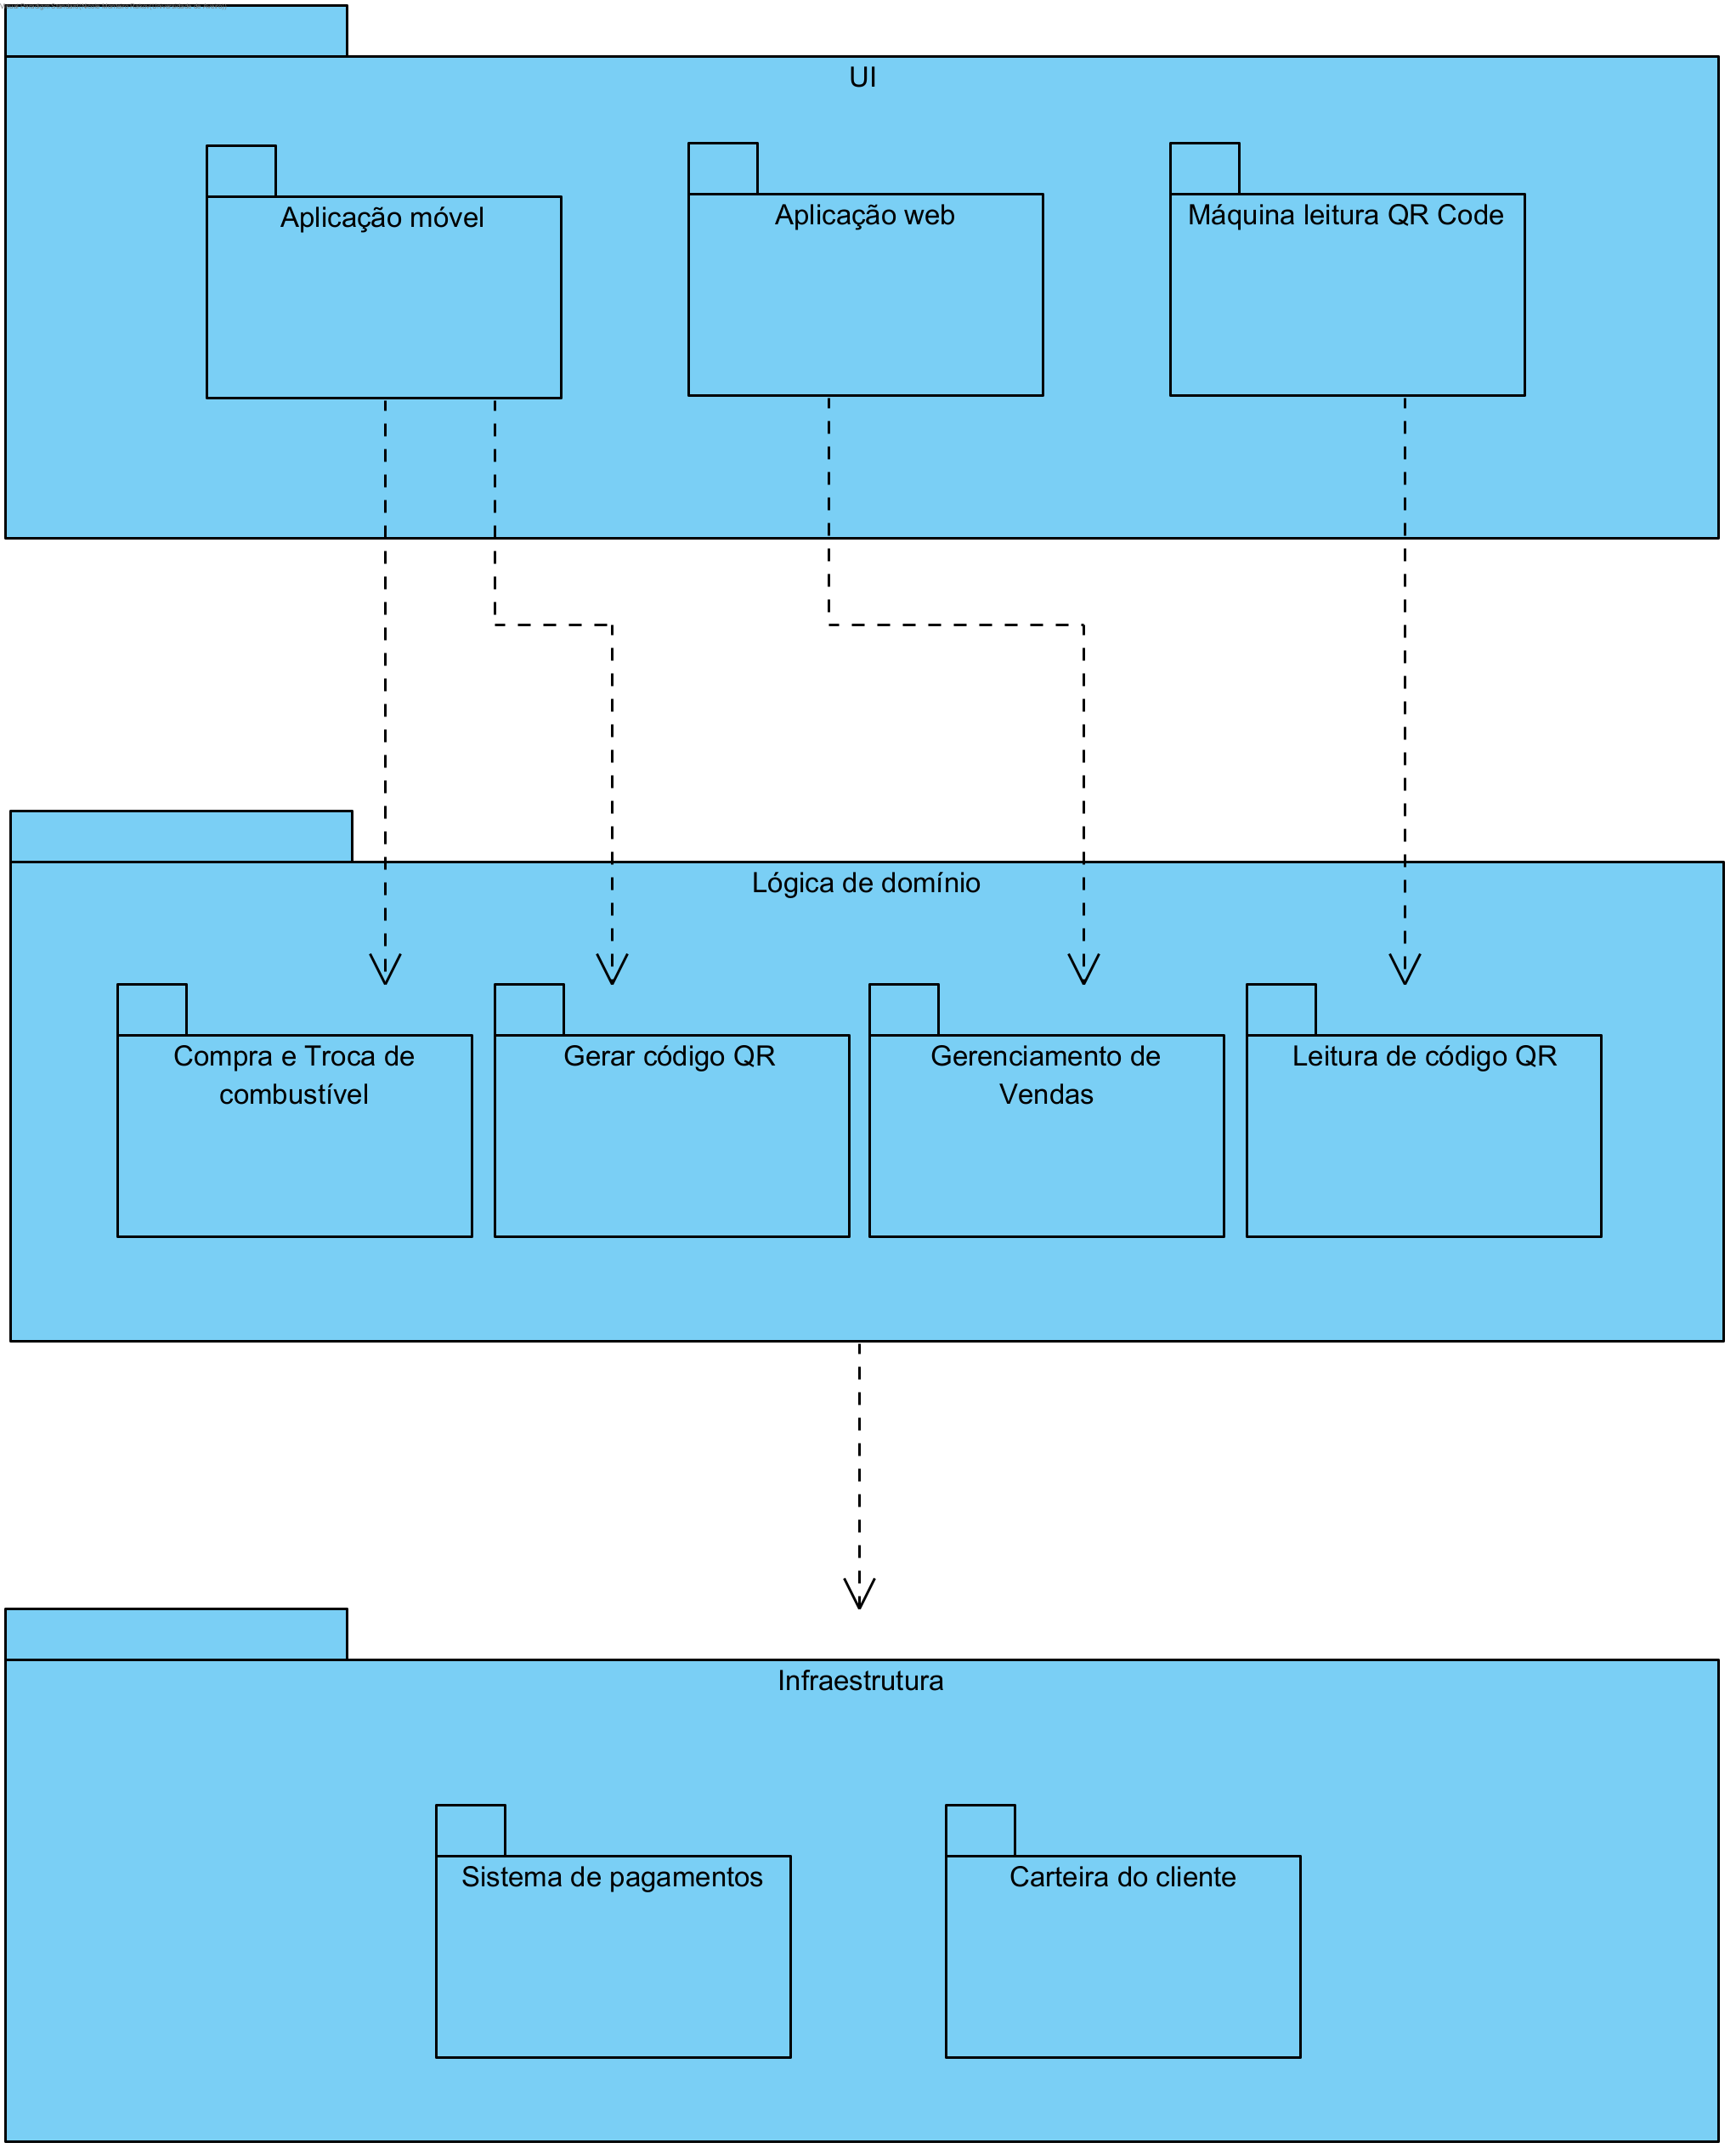 UI
Aplicação móvel
Aplicação web
Máquina leitura QR Code
Lógica de domínio
Compra e Troca de
combustível
Gerar código QR
Gerenciamento de
Vendas
Leitura de código QR
Infraestrutura
Sistema de pagamentos
Carteira do cliente